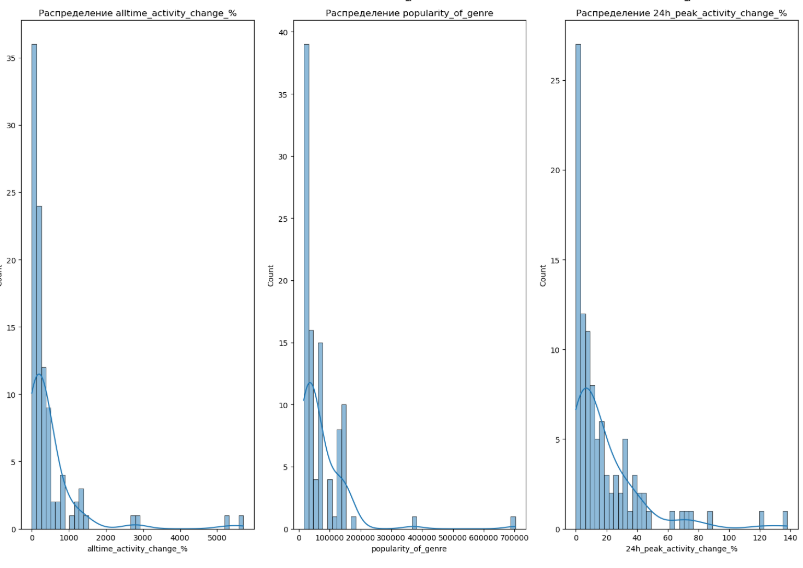 Распределение alltime_activity_change_%
35
30
25
20
15
10
5
0
0 1000 2000 3000 4000 5000
alltime_activity_change_%
Распределение popularity_of_genre
Count
40
35
30
25
20
15
10
5
0
0 100000 200000 300000 400000 500000 600000 700000
popularity_of_genre
Распределение 24h_peak_activity_change_%
Count
25
20
15
10
5
0
0 20 40 60 80 100 120 140
24h_peak_activity_change_%